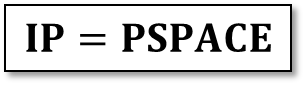 IP = PSPACE